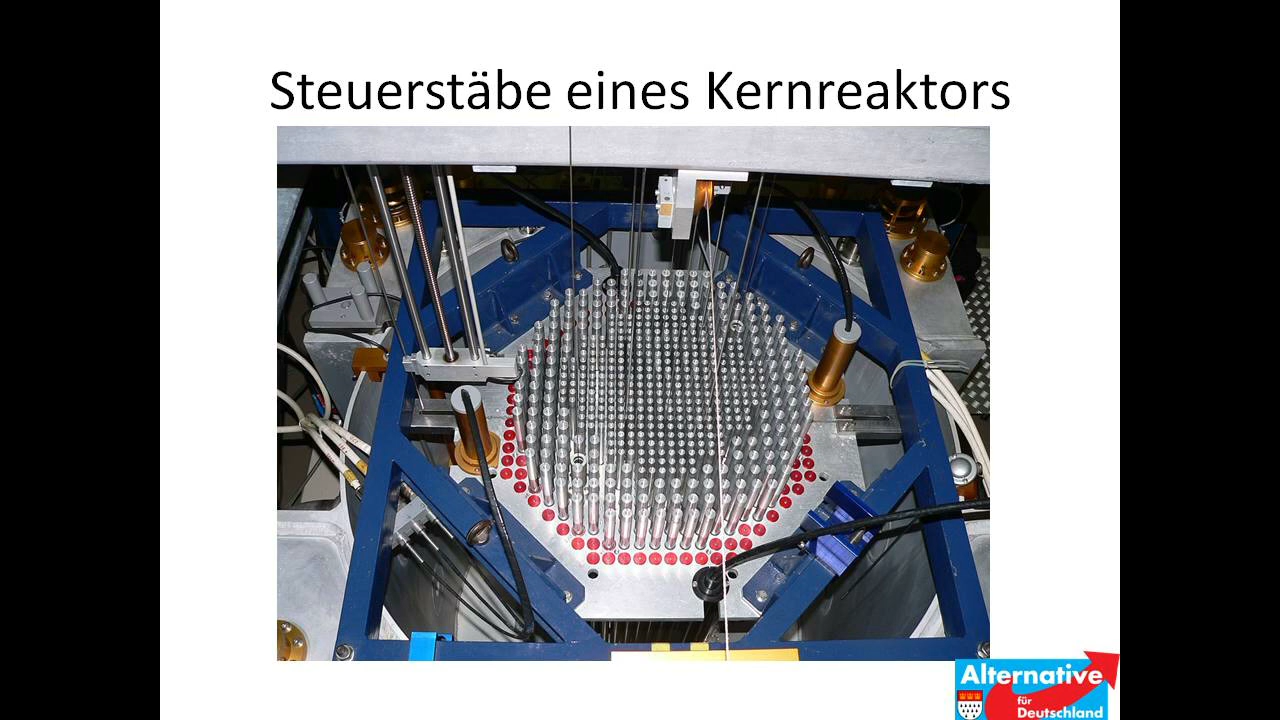 Steuerstäbe eines Kernreaktors
Alternative
für
Deutschland